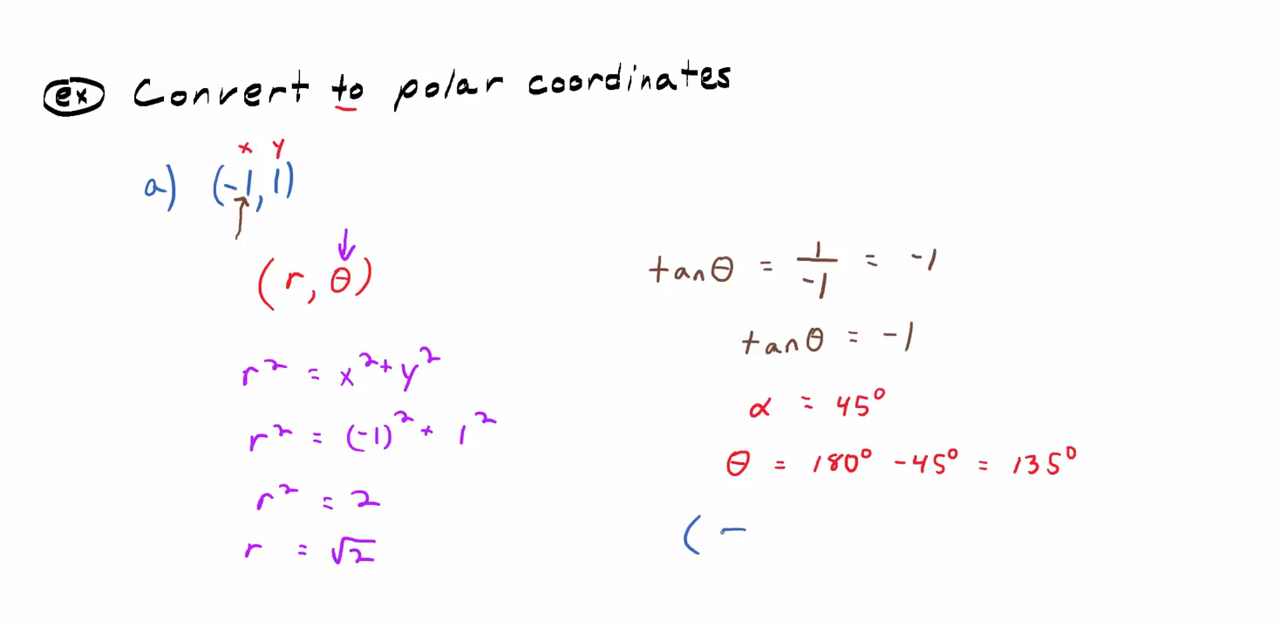 ex Convert to polar coordinates
x y
a) (-1, 1)
(r, θ)
r² = x² + y²
r² = (-1)² + 1²
r² = 2
r = √2
tanθ = 1/-1 = -1
tanθ = -1
α = 45°
θ = 180° - 45° = 135°
(